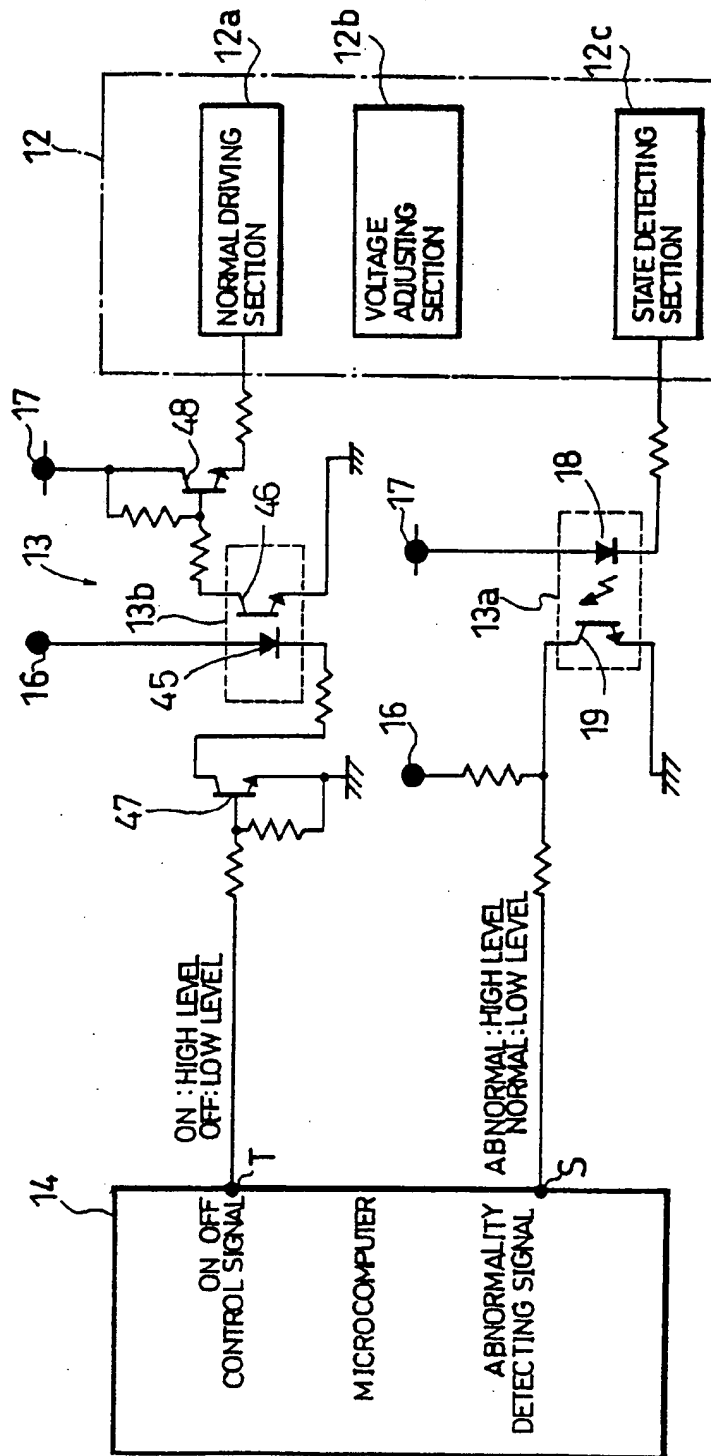 14
ON OFF
CONTROL SIGNAL
T
MICROCOMPUTER
ABNORMALITY
DETECTING SIGNAL
S
ON : HIGH LEVEL
OFF: LOW LEVEL
ABNORMAL : HIGH LEVEL
NORMAL : LOW LEVEL
47
16
45
13b
46
13
17
48
16
19
13a
18
17
12
NORMAL DRIVING
SECTION
12a
VOLTAGE
ADJUSTING
SECTION
12b
STATE DETECTING
SECTION
12c